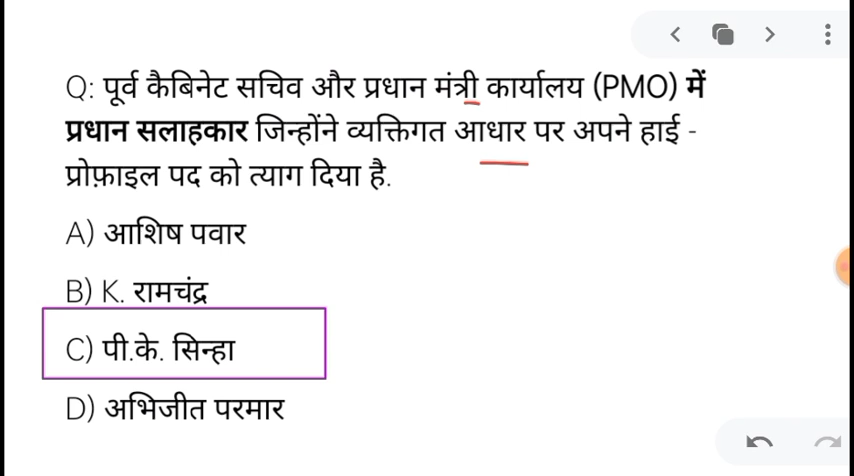 Q: पूर्व कैबिनेट सचिव और प्रधान मंत्री कार्यालय (PMO) में
प्रधान सलाहकार जिन्होंने व्यक्तिगत आधार पर अपने हाई -
प्रोफ़ाइल पद को त्याग दिया है.
A) आशिष पवार
B) K. रामचंद्र
C) पी.के. सिन्हा
D) अभिजीत परमार